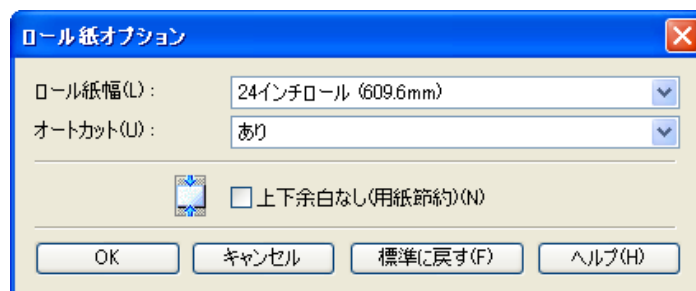 ロール紙オプション
ロール紙幅(L) : 24インチロール (609.6mm)
オートカット(U) : あり
上下余白なし(用紙節約)(N)
OK キャンセル 標準に戻す(F) ヘルプ(H)